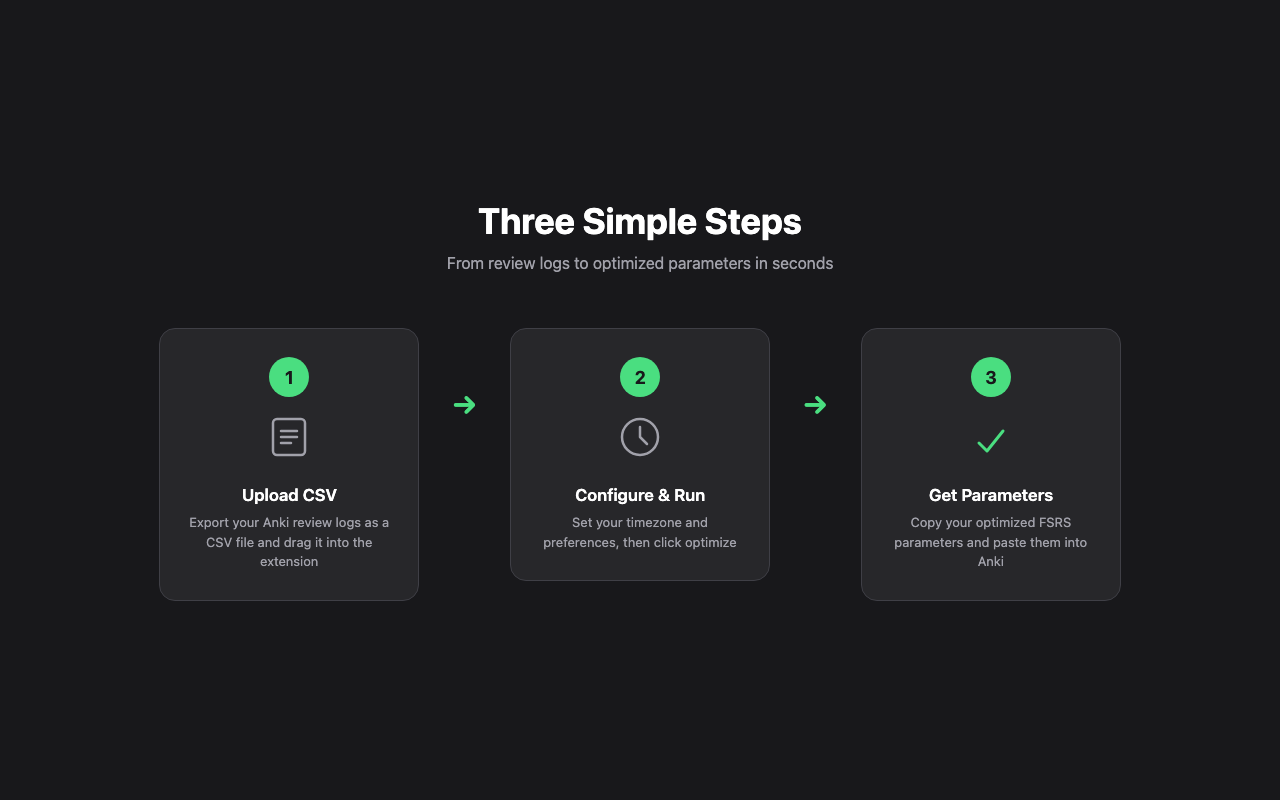 Three Simple Steps
From review logs to optimized parameters in seconds
1
Upload CSV
Export your Anki review logs as a
CSV file and drag it into the
extension
2
Configure & Run
Set your timezone and
preferences, then click optimize
3
Get Parameters
Copy your optimized FSRS
parameters and paste them into
Anki